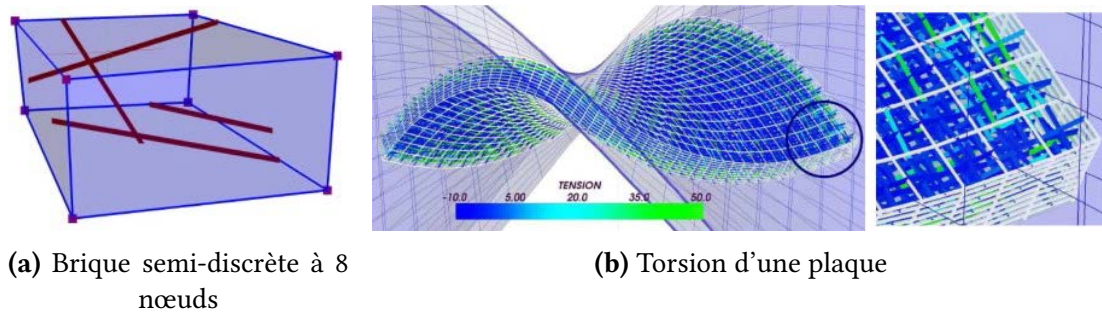 TENSION
-10.0 5.00 20.0 35.0 50.0
(a) Brique semi-discrète à 8
nœuds
(b) Torsion d'une plaque